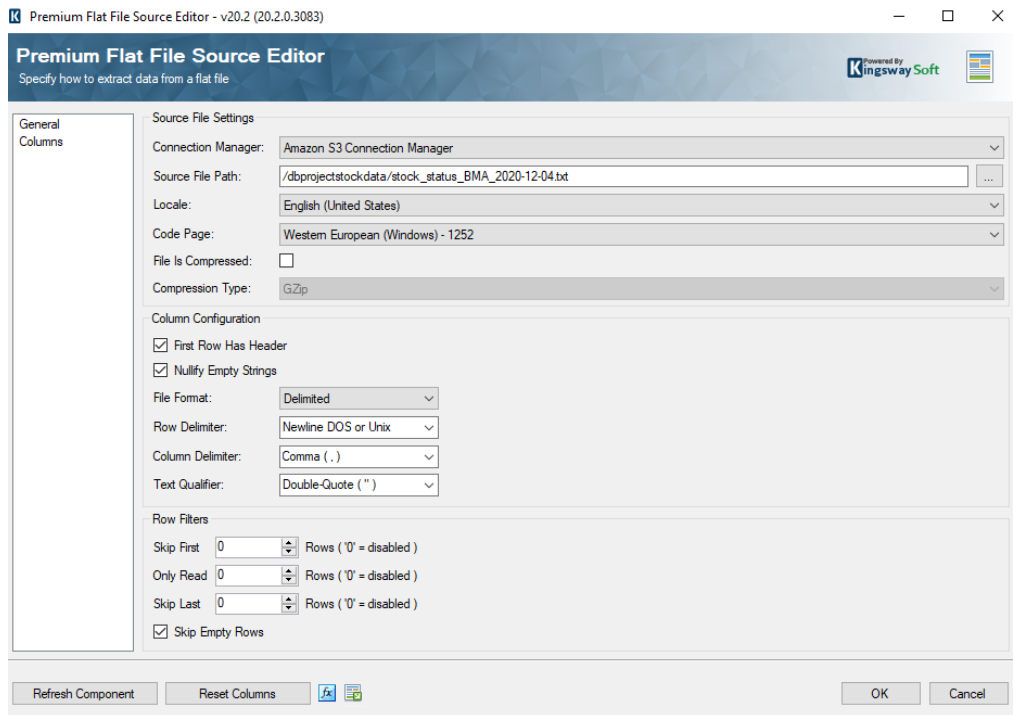 Premium Flat File Source Editor - v20.2 (20.2.0.3083)
Premium Flat File Source Editor
Specify how to extract data from a flat file
Powered By
KingswaySoft
General
Columns
Source File Settings
Connection Manager: Amazon S3 Connection Manager
Source File Path: /dbprojectstockdata/stock_status_BMA_2020-12-04.txt ...
Locale: English (United States)
Code Page: Western European (Windows) - 1252
File Is Compressed:
Compression Type: GZip
Column Configuration
First Row Has Header
Nullify Empty Strings
File Format: Delimited
Row Delimiter: Newline DOS or Unix
Column Delimiter: Comma ( , )
Text Qualifier: Double-Quote ( " )
Row Filters
Skip First 0 Rows ( '0' = disabled )
Only Read 0 Rows ( '0' = disabled )
Skip Last 0 Rows ( '0' = disabled )
Skip Empty Rows
Refresh Component Reset Columns fx OK Cancel